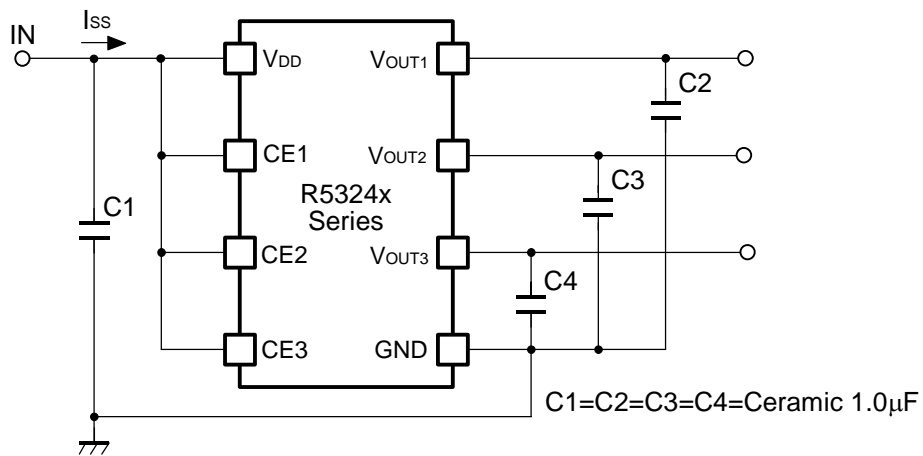 IN
ISS
VDD
VOUT1
C2
CE1
VOUT2
C3
R5324x
Series
C1
CE2
VOUT3
C4
CE3
GND
C1=C2=C3=C4=Ceramic 1.0μF